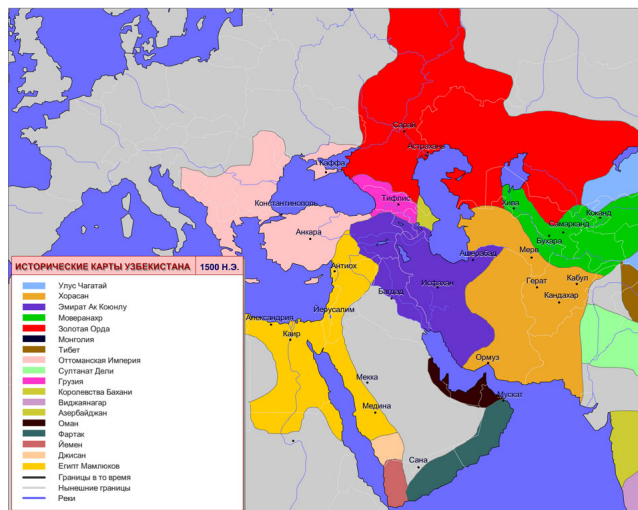 Сарай
Астрахань
Каффа
Константинополь
Тифлис
Хива
Коканд
Самарканд
Бухара
Анкара
Мерв
Ашерабад
Антиох
Исфахан
Герат
Кабул
Багдад
Кандахар
Йерусалим
Александрия
Каир
Ормуз
Мекка
Мускат
Медина
Сана
ИСТОРИЧЕСКИЕ КАРТЫ УЗБЕКИСТАНА 1500 Н.Э.
Улус Чагатай
Хорасан
Эмират Ак Коюнлу
Моверанахр
Золотая Орда
Монголия
Тибет
Оттоманская Империя
Султанат Дели
Грузия
Королевства Бахани
Виджаянагар
Азербайджан
Оман
Фартак
Йемен
Джисан
Египт Мамлюков
Границы в то время
Нынешние границы
Реки